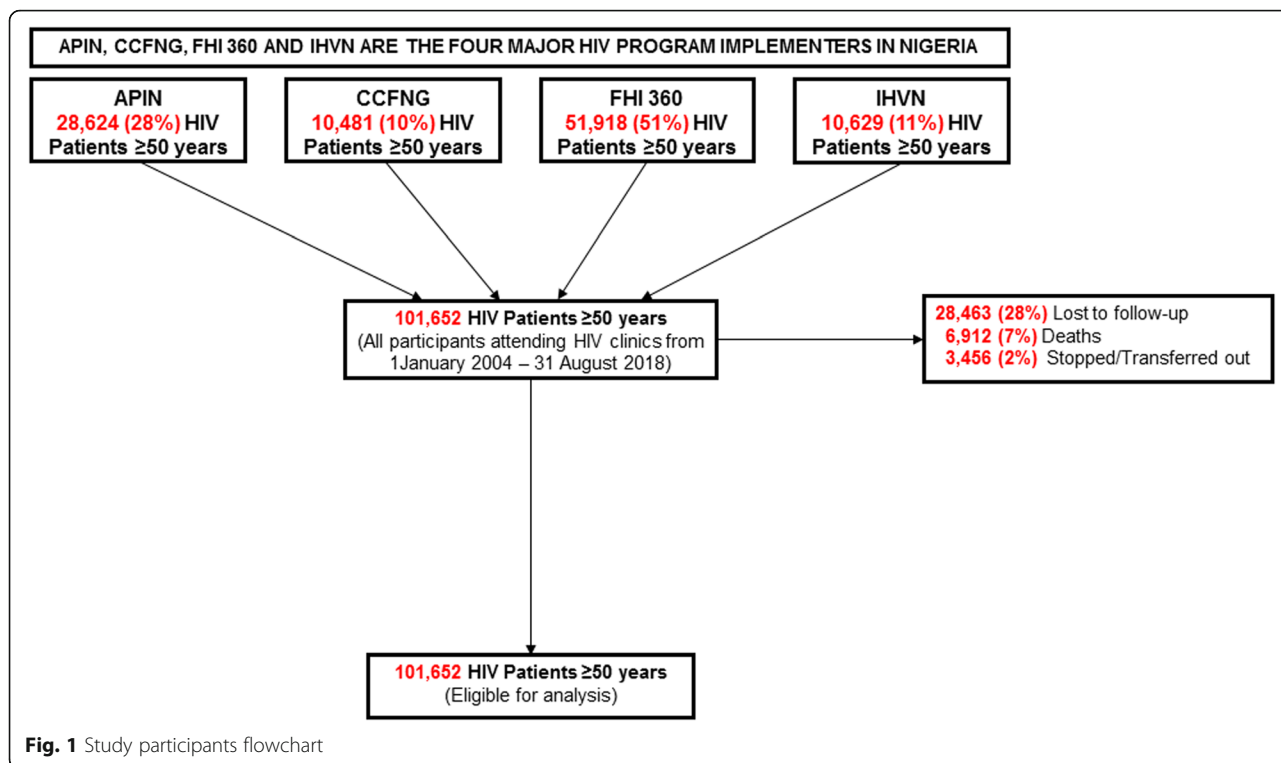 APIN, CCFNG, FHI 360 AND IHVN ARE THE FOUR MAJOR HIV PROGRAM IMPLEMENTERS IN NIGERIA
APIN
28,624 (28%) HIV
Patients ≥50 years
CCFNG
10,481 (10%) HIV
Patients ≥50 years
FHI 360
51,918 (51%) HIV
Patients ≥50 years
IHVN
10,629 (11%) HIV
Patients ≥50 years
101,652 HIV Patients ≥50 years
(All participants attending HIV clinics from
1January 2004 – 31 August 2018)
28,463 (28%) Lost to follow-up
6,912 (7%) Deaths
3,456 (2%) Stopped/Transferred out
101,652 HIV Patients ≥50 years
(Eligible for analysis)
Fig. 1 Study participants flowchart